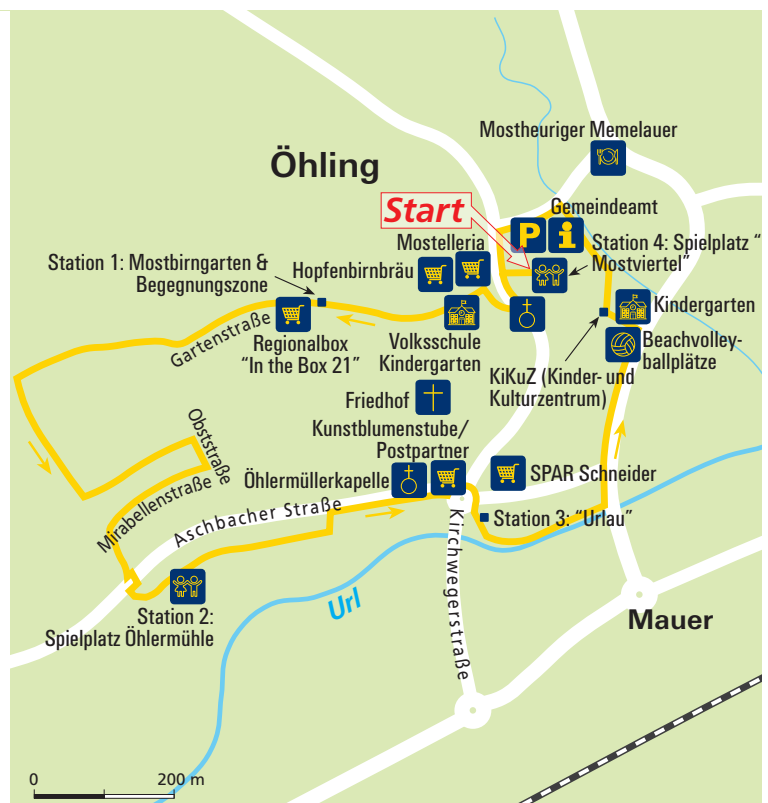 Mostheuriger Memelauer
Öhling
Start
Gemeindeamt
P
i
Mostelleria
Station 4: Spielplatz “
Mostviertel”
Station 1: Mostbirngarten &
Begegnungszone
Hopfenbirnbräu
Kindergarten
Gartenstraße
Regionalbox
“In the Box 21”
Volksschule
Kindergarten
Beachvolley-
ballplätze
KiKuZ (Kinder- und
Kulturzentrum)
Friedhof
Obststraße
Kunstblumenstube/
Postpartner
Öhlermüllerkapelle
SPAR Schneider
Mirabellenstraße
Aschbacher Straße
Station 3: “Urlau”
Kirchwegerstraße
Url
Station 2:
Spielplatz Öhlermühle
Mauer
0
200 m